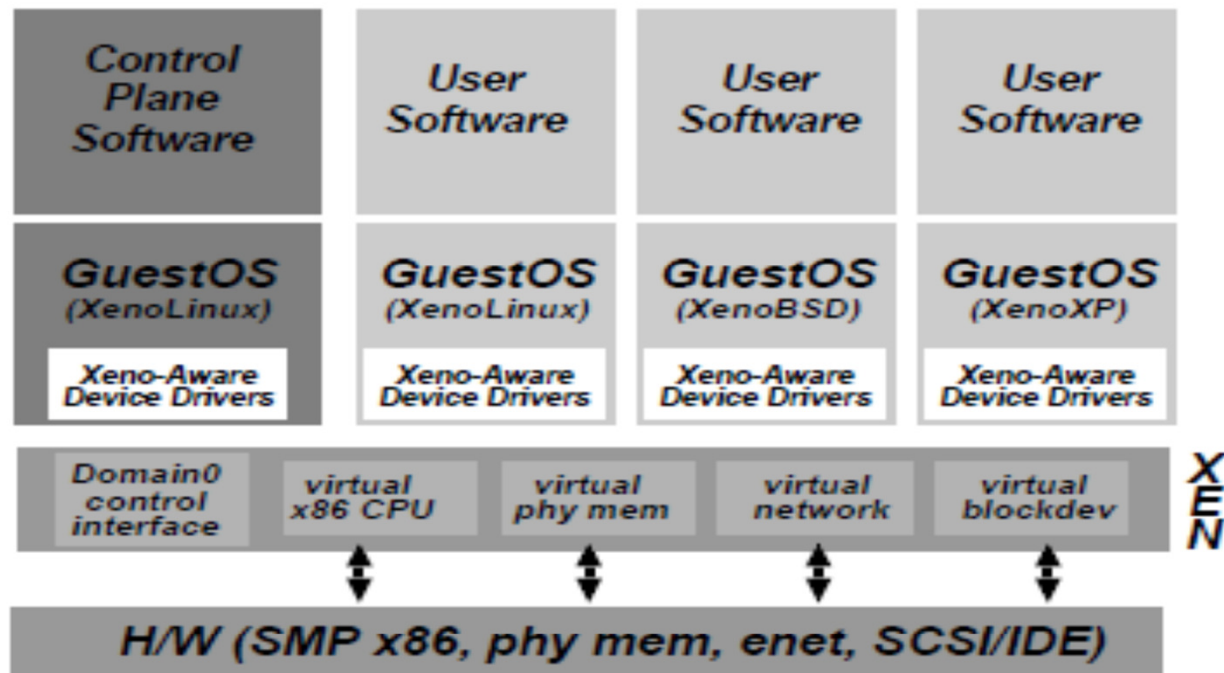 Control
Plane
Software
User
Software
User
Software
User
Software
GuestOS
(XenoLinux)
Xeno-Aware
Device Drivers
GuestOS
(XenoLinux)
Xeno-Aware
Device Drivers
GuestOS
(XenoBSD)
Xeno-Aware
Device Drivers
GuestOS
(XenoXP)
Xeno-Aware
Device Drivers
Domain0
control
interface
virtual
x86 CPU
virtual
phy mem
virtual
network
virtual
blockdev
X
E
N
H/W (SMP x86, phy mem, enet, SCSI/IDE)